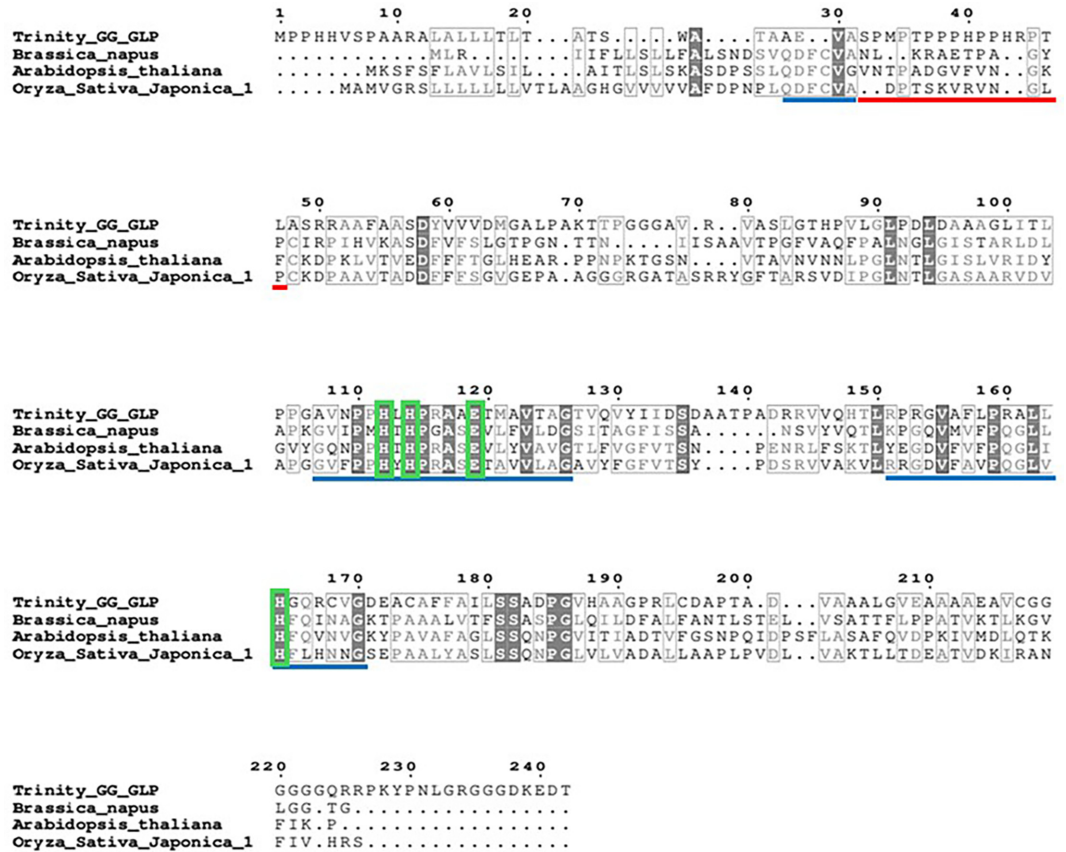 1 10 20 30 40
Trinity_GG_GLP MPPHHVSPAARALALLLTLT...ATS....WA....TAAE..VASPMPTPPPHPPHRPT
Brassica_napus ............MLR........IIFLLSLLFALSNDSVQDFCVANL.KRAETPA..GY
Arabidopsis_thaliana .......MKSFSFLAVLSIL...AITLSLSKASDPSSLQDFCVGVNTPADGVFVN..GK
Oryza_Sativa_Japonica_1 .....MAMVGRSLLLLLLLVTLAAGHGVVVVVAFDPNPLQDFCVA..DPTSKVRVN..GL
50 60 70 80 90 100
Trinity_GG_GLP LASRRAAFAASDYVVVDMGALPAKTTPGGGAV.R..VASLGTHPVLGLPDLDAAAGLITL
Brassica_napus PCIRPIHVKASDFVFSLGTPGN.TTN.....IISAAVTPGFVAQFPALNGLGISTARLDL
Arabidopsis_thaliana FCKDPKLVTVEDFFFTGLHEAR.PPNPKTGSN...VTAVNVNNLPGLNTLGISLVRIDY
Oryza_Sativa_Japonica_1 PCKDPAAVTADDFFFSGVGEPA.AGGGRGATASRRYGFTARSVDIPGLNTLGASAARVDV
110 120 130 140 150 160
Trinity_GG_GLP PPGAVNPPHLHPRAAETMAVTAGTVQVYIIDSDAATPADRRVVQHTLRPRGVAFLPRALL
Brassica_napus APKGVIPMHTHPGASEVLFVLDGSITAGFISSA......NSVYVQTLKPGQVMVFPQGLL
Arabidopsis_thaliana GVYGQNPPHTHPRASEVLYVAVGTLFVGFVTSN....PENRLFSKTLYEGDVFVFPQGLI
Oryza_Sativa_Japonica_1 APGGVFPPHYHPRASETAVVLAGAVYFGFVTSY....PDSRVVAKVLRRGDVFAVPQGLV
170 180 190 200 210
Trinity_GG_GLP HGQRCVGDEACAFFAILSSADPGVHAAGPRLCDAPTA.D...VAAALGVEAAAAEAVCGG
Brassica_napus HFQINAGKTPAAALVTFSSASPGLQILDFALFANTLSTEL..VSATTFLPPATVKTLKGV
Arabidopsis_thaliana HFQVNVGKYPAVAFAGLSSQNPGVITIADTVFGSNPQIDPSFLASAFQVDPKIVMDLQTK
Oryza_Sativa_Japonica_1 HFLHNNGSEPAALYASLSSQNPGLVLVADALLAAPLPVDL..VAKTLLTDEATVDKIRAN
220 230 240
Trinity_GG_GLP GGGGQRRPKYPNLGRGGGDKEDT
Brassica_napus LGG.TG.................
Arabidopsis_thaliana FIK.P..................
Oryza_Sativa_Japonica_1 FIV.HRS................